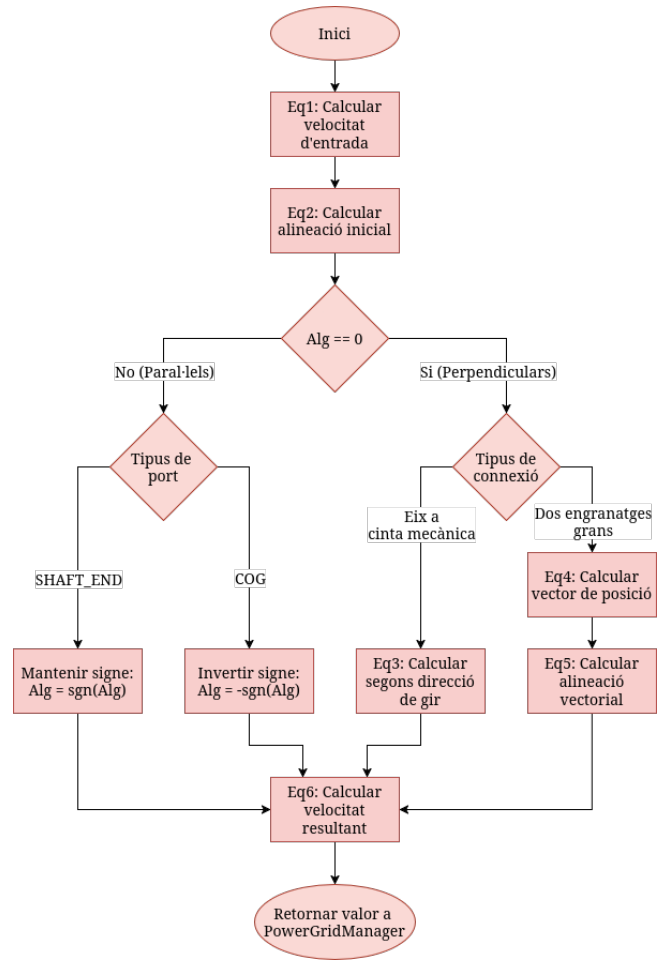 Inici
Eq1: Calcular
velocitat
d'entrada
Eq2: Calcular
alineació inicial
Alg == 0
No (Paral·lels)
Si (Perpendiculars)
Tipus de
port
Tipus de
connexió
Eix a
cinta mecànica
Dos engranatges
grans
SHAFT_END
COG
Eq4: Calcular
vector de posició
Mantenir signe:
Alg = sgn(Alg)
Invertir signe:
Alg = -sgn(Alg)
Eq3: Calcular
segons direcció
de gir
Eq5: Calcular
alineació
vectorial
Eq6: Calcular
velocitat
resultant
Retornar valor a
PowerGridManager